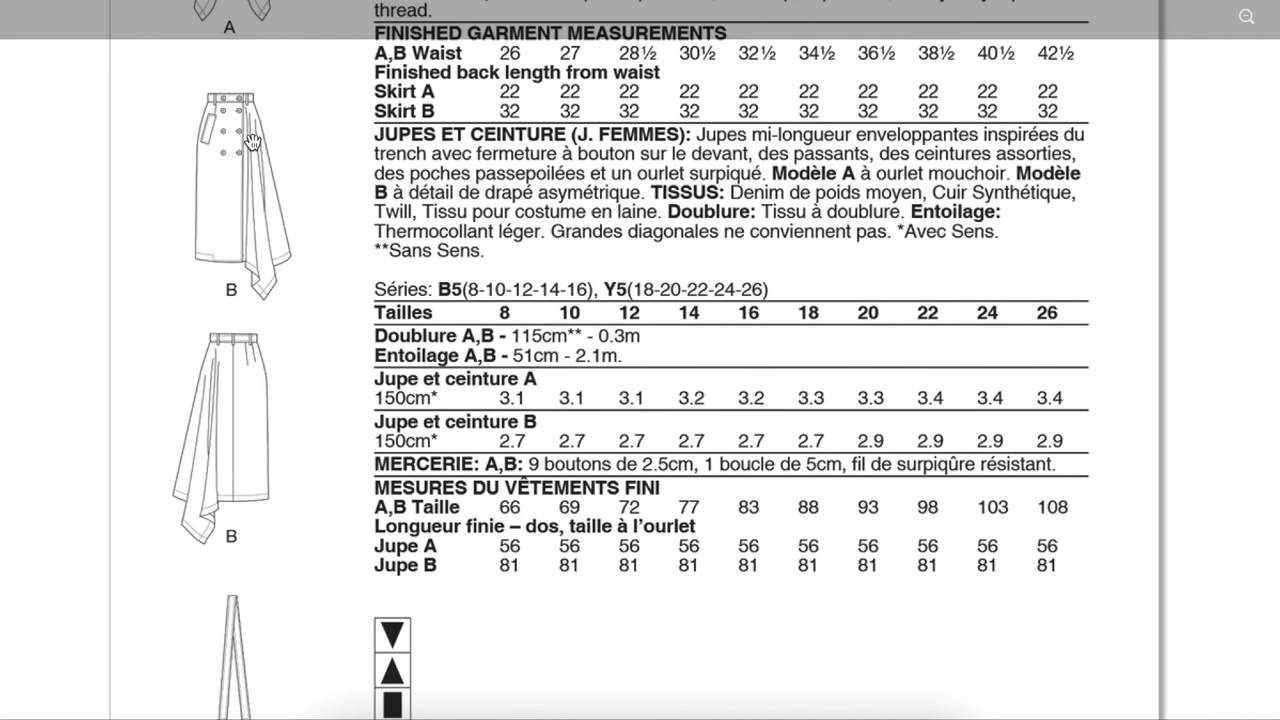 thread.
A
FINISHED GARMENT MEASUREMENTS
A,B Waist 26 27 28½ 30½ 32½ 34½ 36½ 38½ 40½ 42½
Finished back length from waist
Skirt A 22 22 22 22 22 22 22 22 22 22
Skirt B 32 32 32 32 32 32 32 32 32 32
JUPES ET CEINTURE (J. FEMMES): Jupes mi-longueur enveloppantes inspirées du
trench avec fermeture à bouton sur le devant, des passants, des ceintures assorties,
des poches passepoilées et un ourlet surpiqué. Modèle A à ourlet mouchoir. Modèle
B à détail de drapé asymétrique. TISSUS: Denim de poids moyen, Cuir Synthétique,
Twill, Tissu pour costume en laine. Doublure: Tissu à doublure. Entoilage:
Thermocollant léger. Grandes diagonales ne conviennent pas. *Avec Sens.
**Sans Sens.
B
Séries: B5(8-10-12-14-16), Y5(18-20-22-24-26)
Tailles 8 10 12 14 16 18 20 22 24 26
Doublure A,B - 115cm** - 0.3m
Entoilage A,B - 51cm - 2.1m.
Jupe et ceinture A
150cm* 3.1 3.1 3.1 3.2 3.2 3.3 3.3 3.4 3.4 3.4
Jupe et ceinture B
150cm* 2.7 2.7 2.7 2.7 2.7 2.7 2.9 2.9 2.9 2.9
MERCERIE: A,B: 9 boutons de 2.5cm, 1 boucle de 5cm, fil de surpiqûre résistant.
MESURES DU VÊTEMENTS FINI
A,B Taille 66 69 72 77 83 88 93 98 103 108
Longueur finie – dos, taille à l'ourlet
B
Jupe A 56 56 56 56 56 56 56 56 56 56
Jupe B 81 81 81 81 81 81 81 81 81 81